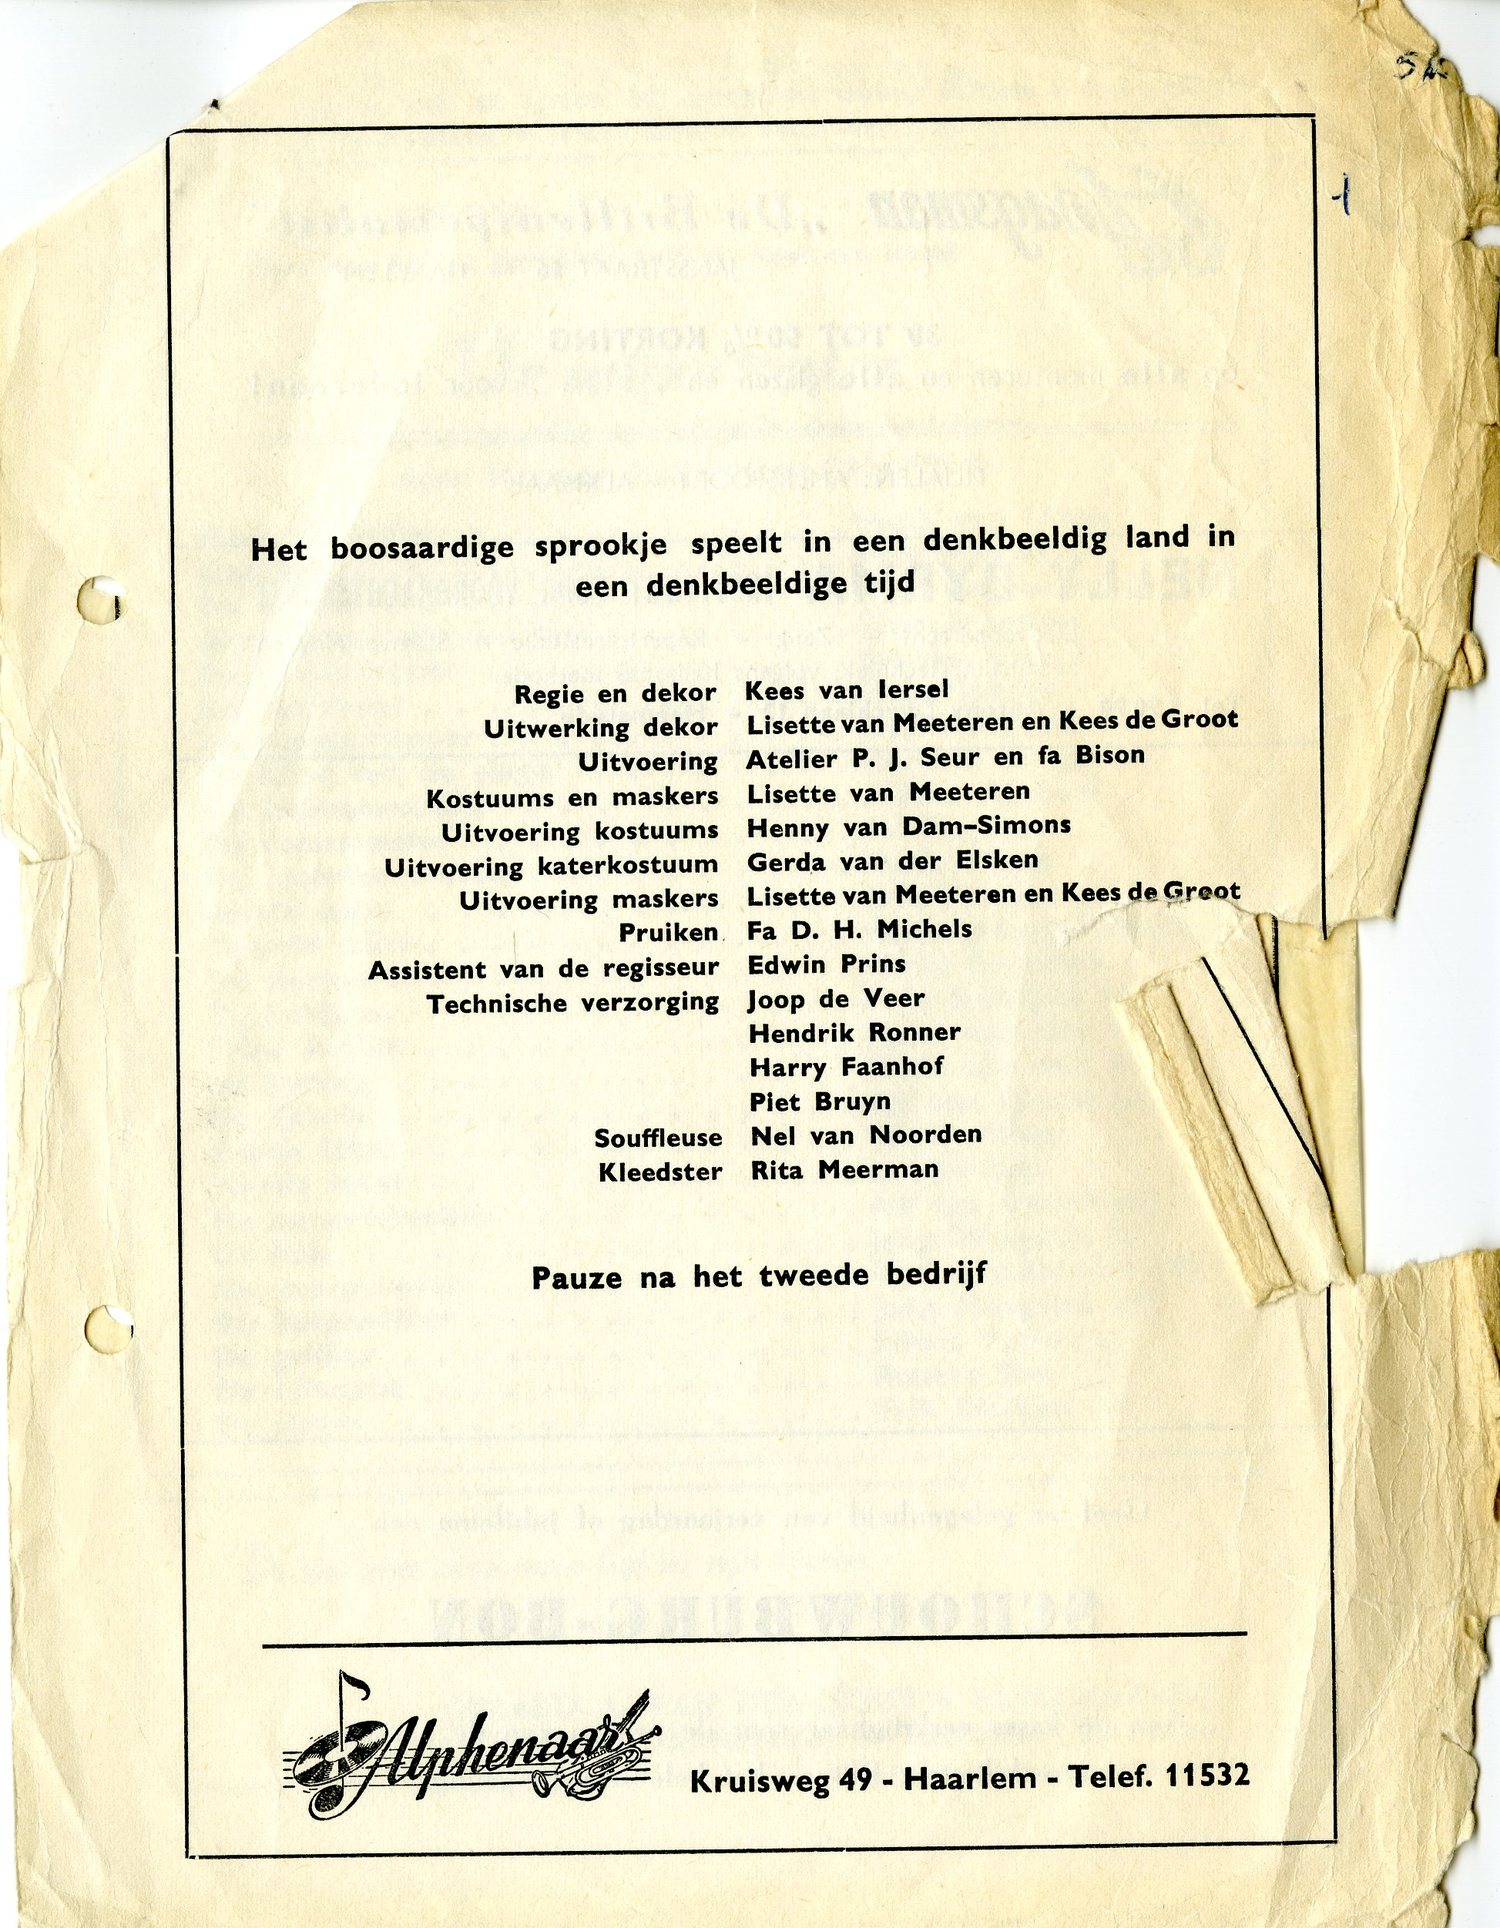 1
Het boosaardige sprookje speelt in een denkbeeldig land in
een denkbeeldige tijd
Regie en dekor Kees van Iersel
Uitwerking dekor Lisette van Meeteren en Kees de Groot
Uitvoering Atelier P. J. Seur en fa Bison
Kostuums en maskers Lisette van Meeteren
Uitvoering kostuums Henny van Dam–Simons
Uitvoering katerkostuum Gerda van der Elsken
Uitvoering maskers Lisette van Meeteren en Kees de Groot
Pruiken Fa D. H. Michels
Assistent van de regisseur Edwin Prins
Technische verzorging Joop de Veer
Hendrik Ronner
Harry Faanhof
Piet Bruyn
Souffleuse Nel van Noorden
Kleedster Rita Meerman
Pauze na het tweede bedrijf
Alphenaar
Kruisweg 49 - Haarlem - Telef. 11532